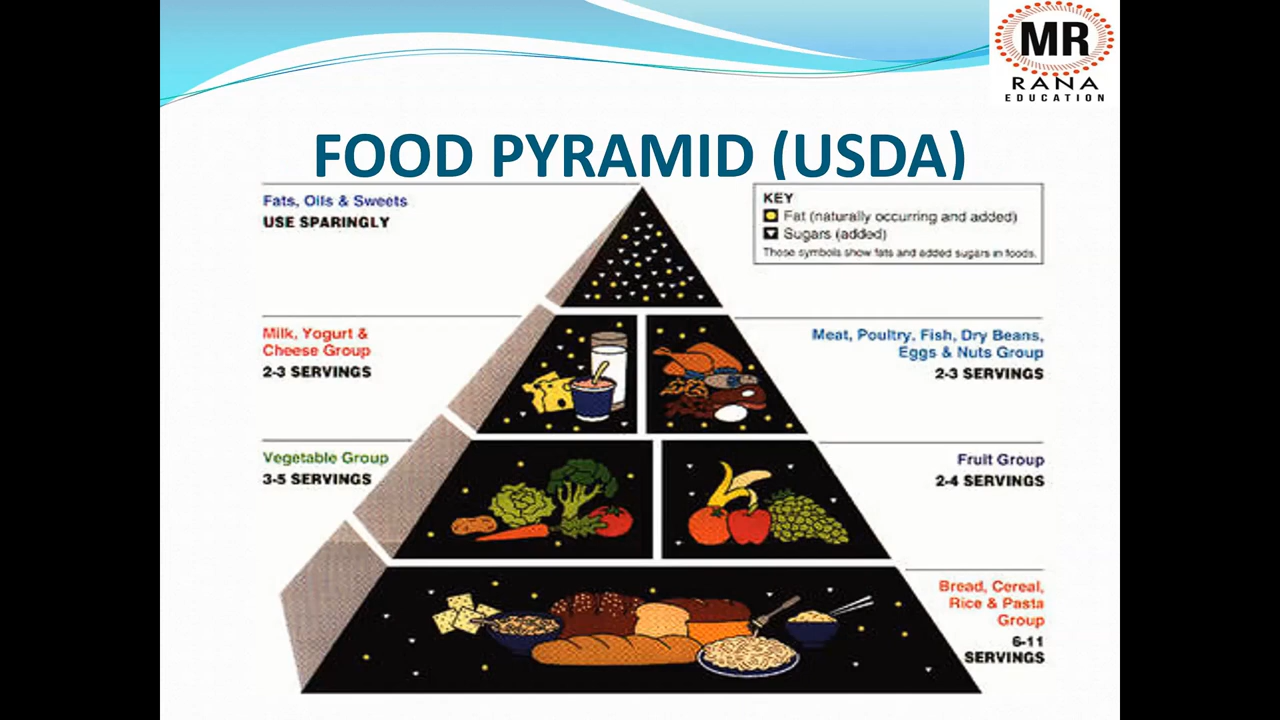 MR
RANA
EDUCATION
FOOD PYRAMID (USDA)
Fats, Oils & Sweets
USE SPARINGLY
KEY
Fat (naturally occurring and added)
Sugars (added)
These symbols show fats and added sugars in foods.
Milk, Yogurt &
Cheese Group
2-3 SERVINGS
Meat, Poultry, Fish, Dry Beans,
Eggs & Nuts Group
2-3 SERVINGS
Vegetable Group
3-5 SERVINGS
Fruit Group
2-4 SERVINGS
Bread, Cereal,
Rice & Pasta
Group
6-11
SERVINGS